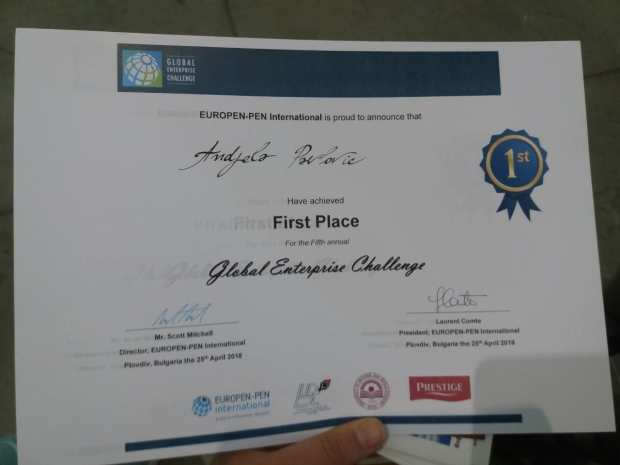 GLOBAL
ENTERPRISE
CHALLENGE
EUROPEN-PEN International is proud to announce that
Andjela Pavlovic
1st
Have achieved
First Place
For the Fifth annual
Global Enterprise Challenge
Mr. Scott Mitchell
Director, EUROPEN-PEN International
Plovdiv, Bulgaria the 25th April 2018
Laurent Comte
President, EUROPEN-PEN International
Plovdiv, Bulgaria the 25th April 2018
EUROPEN-PEN
international
PRESTIGE